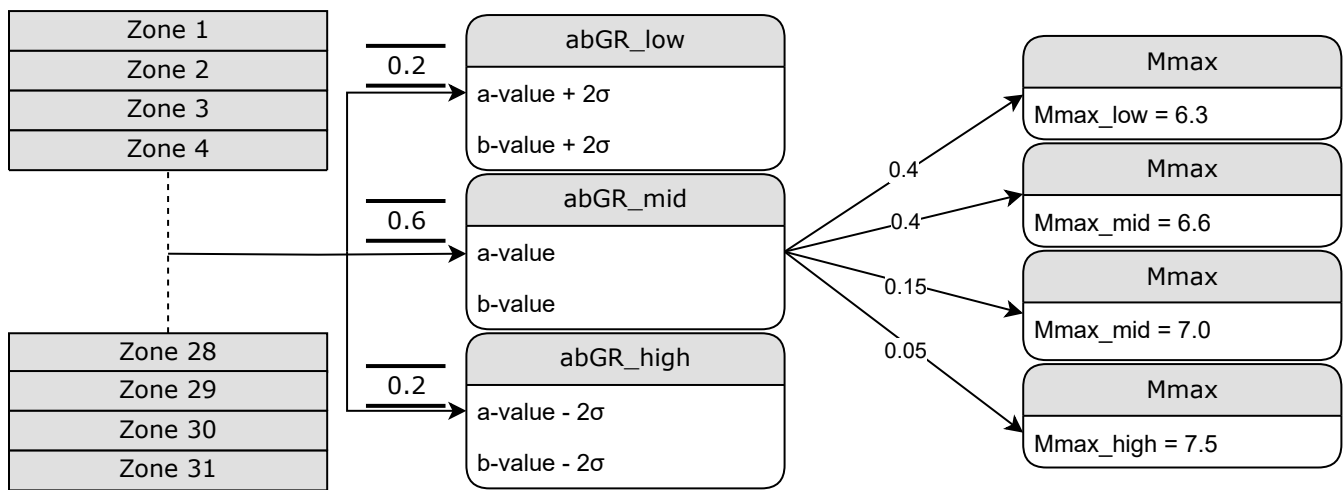 Zone 1
Zone 2
Zone 3
Zone 4
Zone 28
Zone 29
Zone 30
Zone 31
0.2
0.6
0.2
abGR_low
a-value + 2σ
b-value + 2σ
abGR_mid
a-value
b-value
abGR_high
a-value - 2σ
b-value - 2σ
0.4
0.4
0.15
0.05
Mmax
Mmax_low = 6.3
Mmax
Mmax_mid = 6.6
Mmax
Mmax_mid = 7.0
Mmax
Mmax_high = 7.5